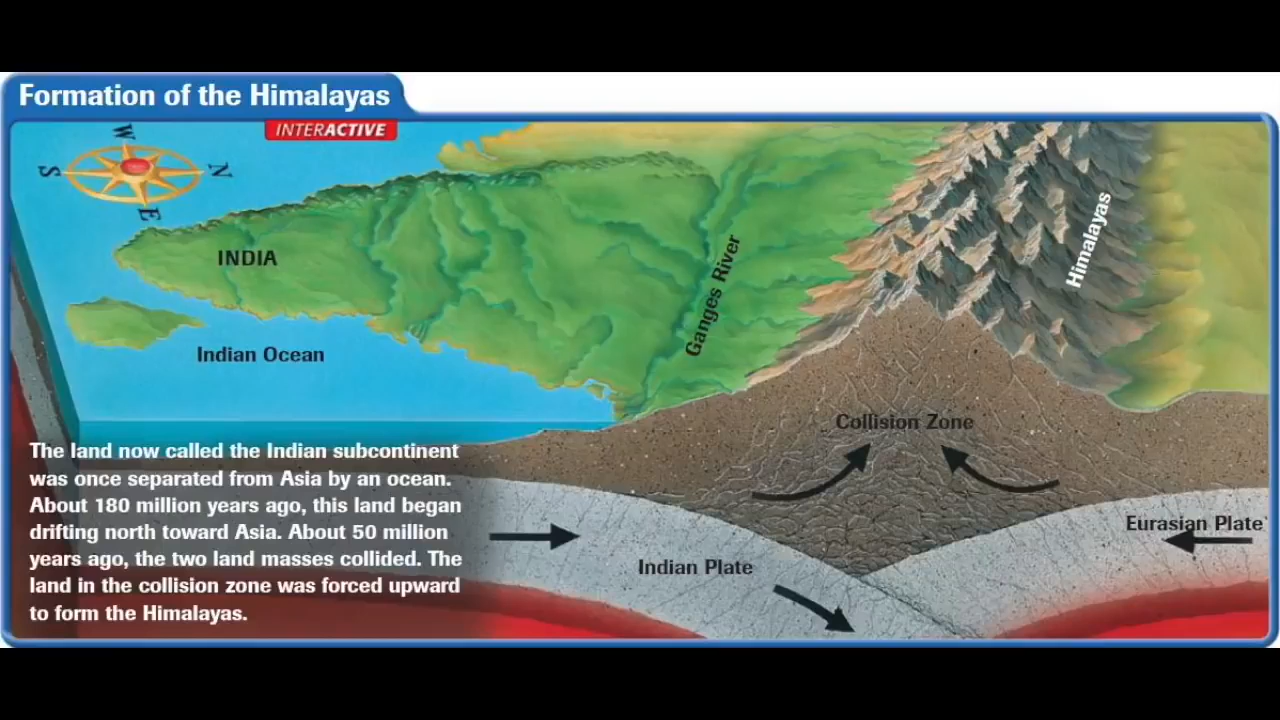 Formation of the Himalayas
INTERACTIVE
W
S
N
E
INDIA
Indian Ocean
Ganges River
Himalayas
Collision Zone
Eurasian Plate
Indian Plate
The land now called the Indian subcontinent
was once separated from Asia by an ocean.
About 180 million years ago, this land began
drifting north toward Asia. About 50 million
years ago, the two land masses collided. The
land in the collision zone was forced upward
to form the Himalayas.